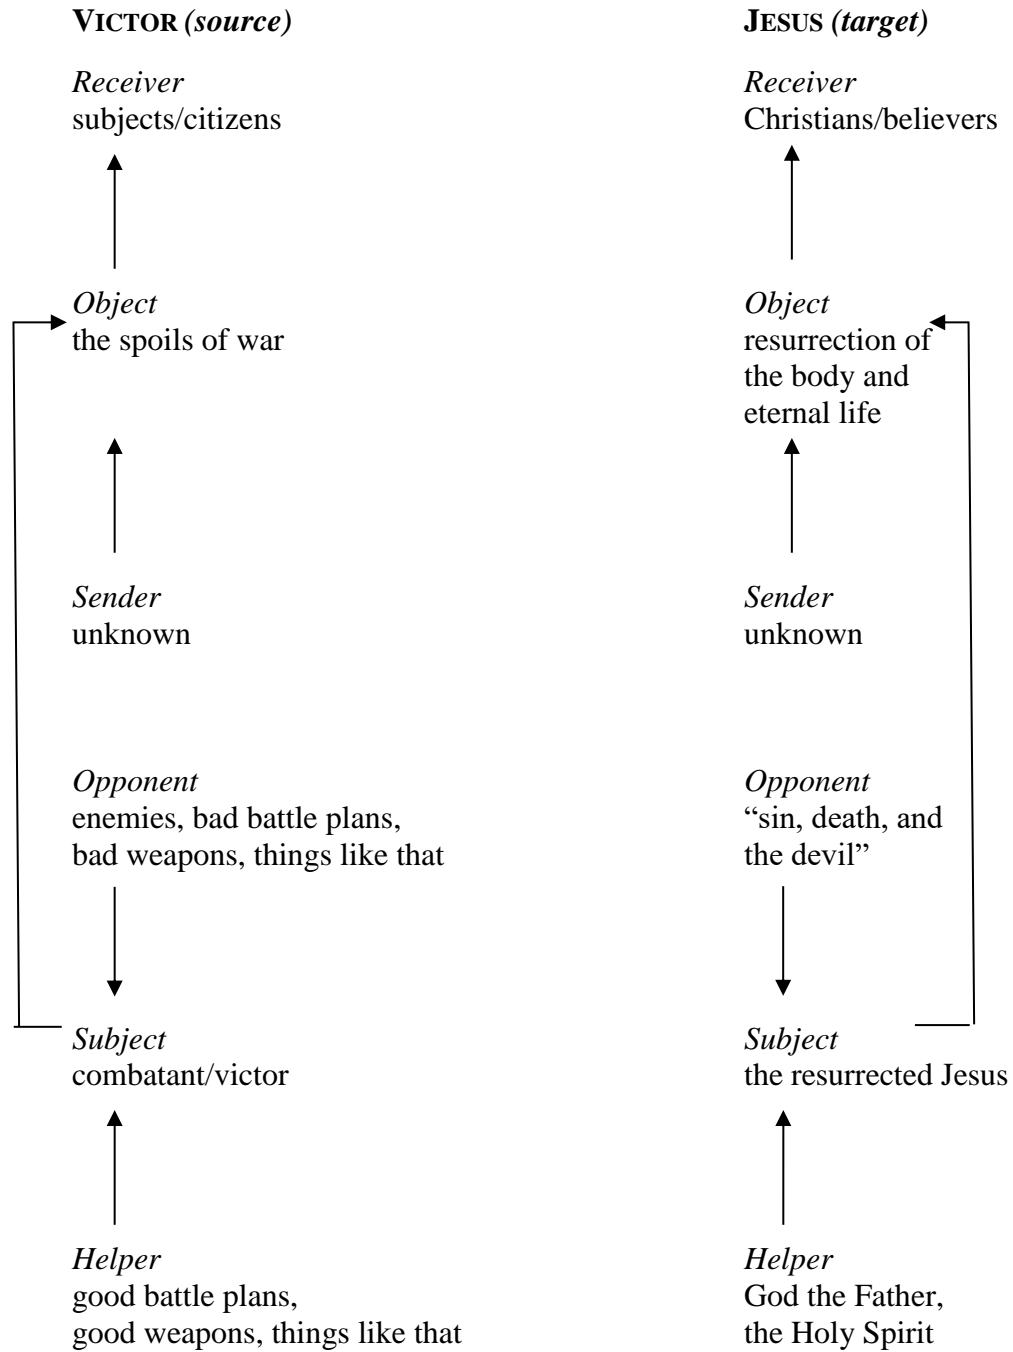 VICTOR (source)
Receiver
subjects/citizens
Object
the spoils of war
Sender
unknown
Opponent
enemies, bad battle plans,
bad weapons, things like that
Subject
combatant/victor
Helper
good battle plans,
good weapons, things like that
JESUS (target)
Receiver
Christians/believers
Object
resurrection of
the body and
eternal life
Sender
unknown
Opponent
“sin, death, and
the devil”
Subject
the resurrected Jesus
Helper
God the Father,
the Holy Spirit